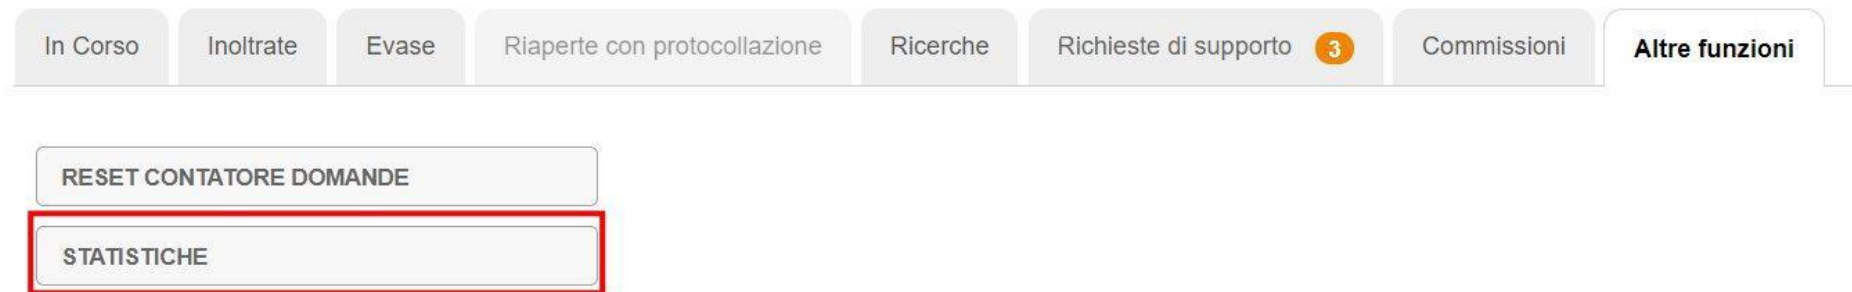 In Corso Inoltrate Evase Riaperte con protocollazione Ricerche Richieste di supporto 3 Commissioni Altre funzioni
RESET CONTATORE DOMANDE
STATISTICHE